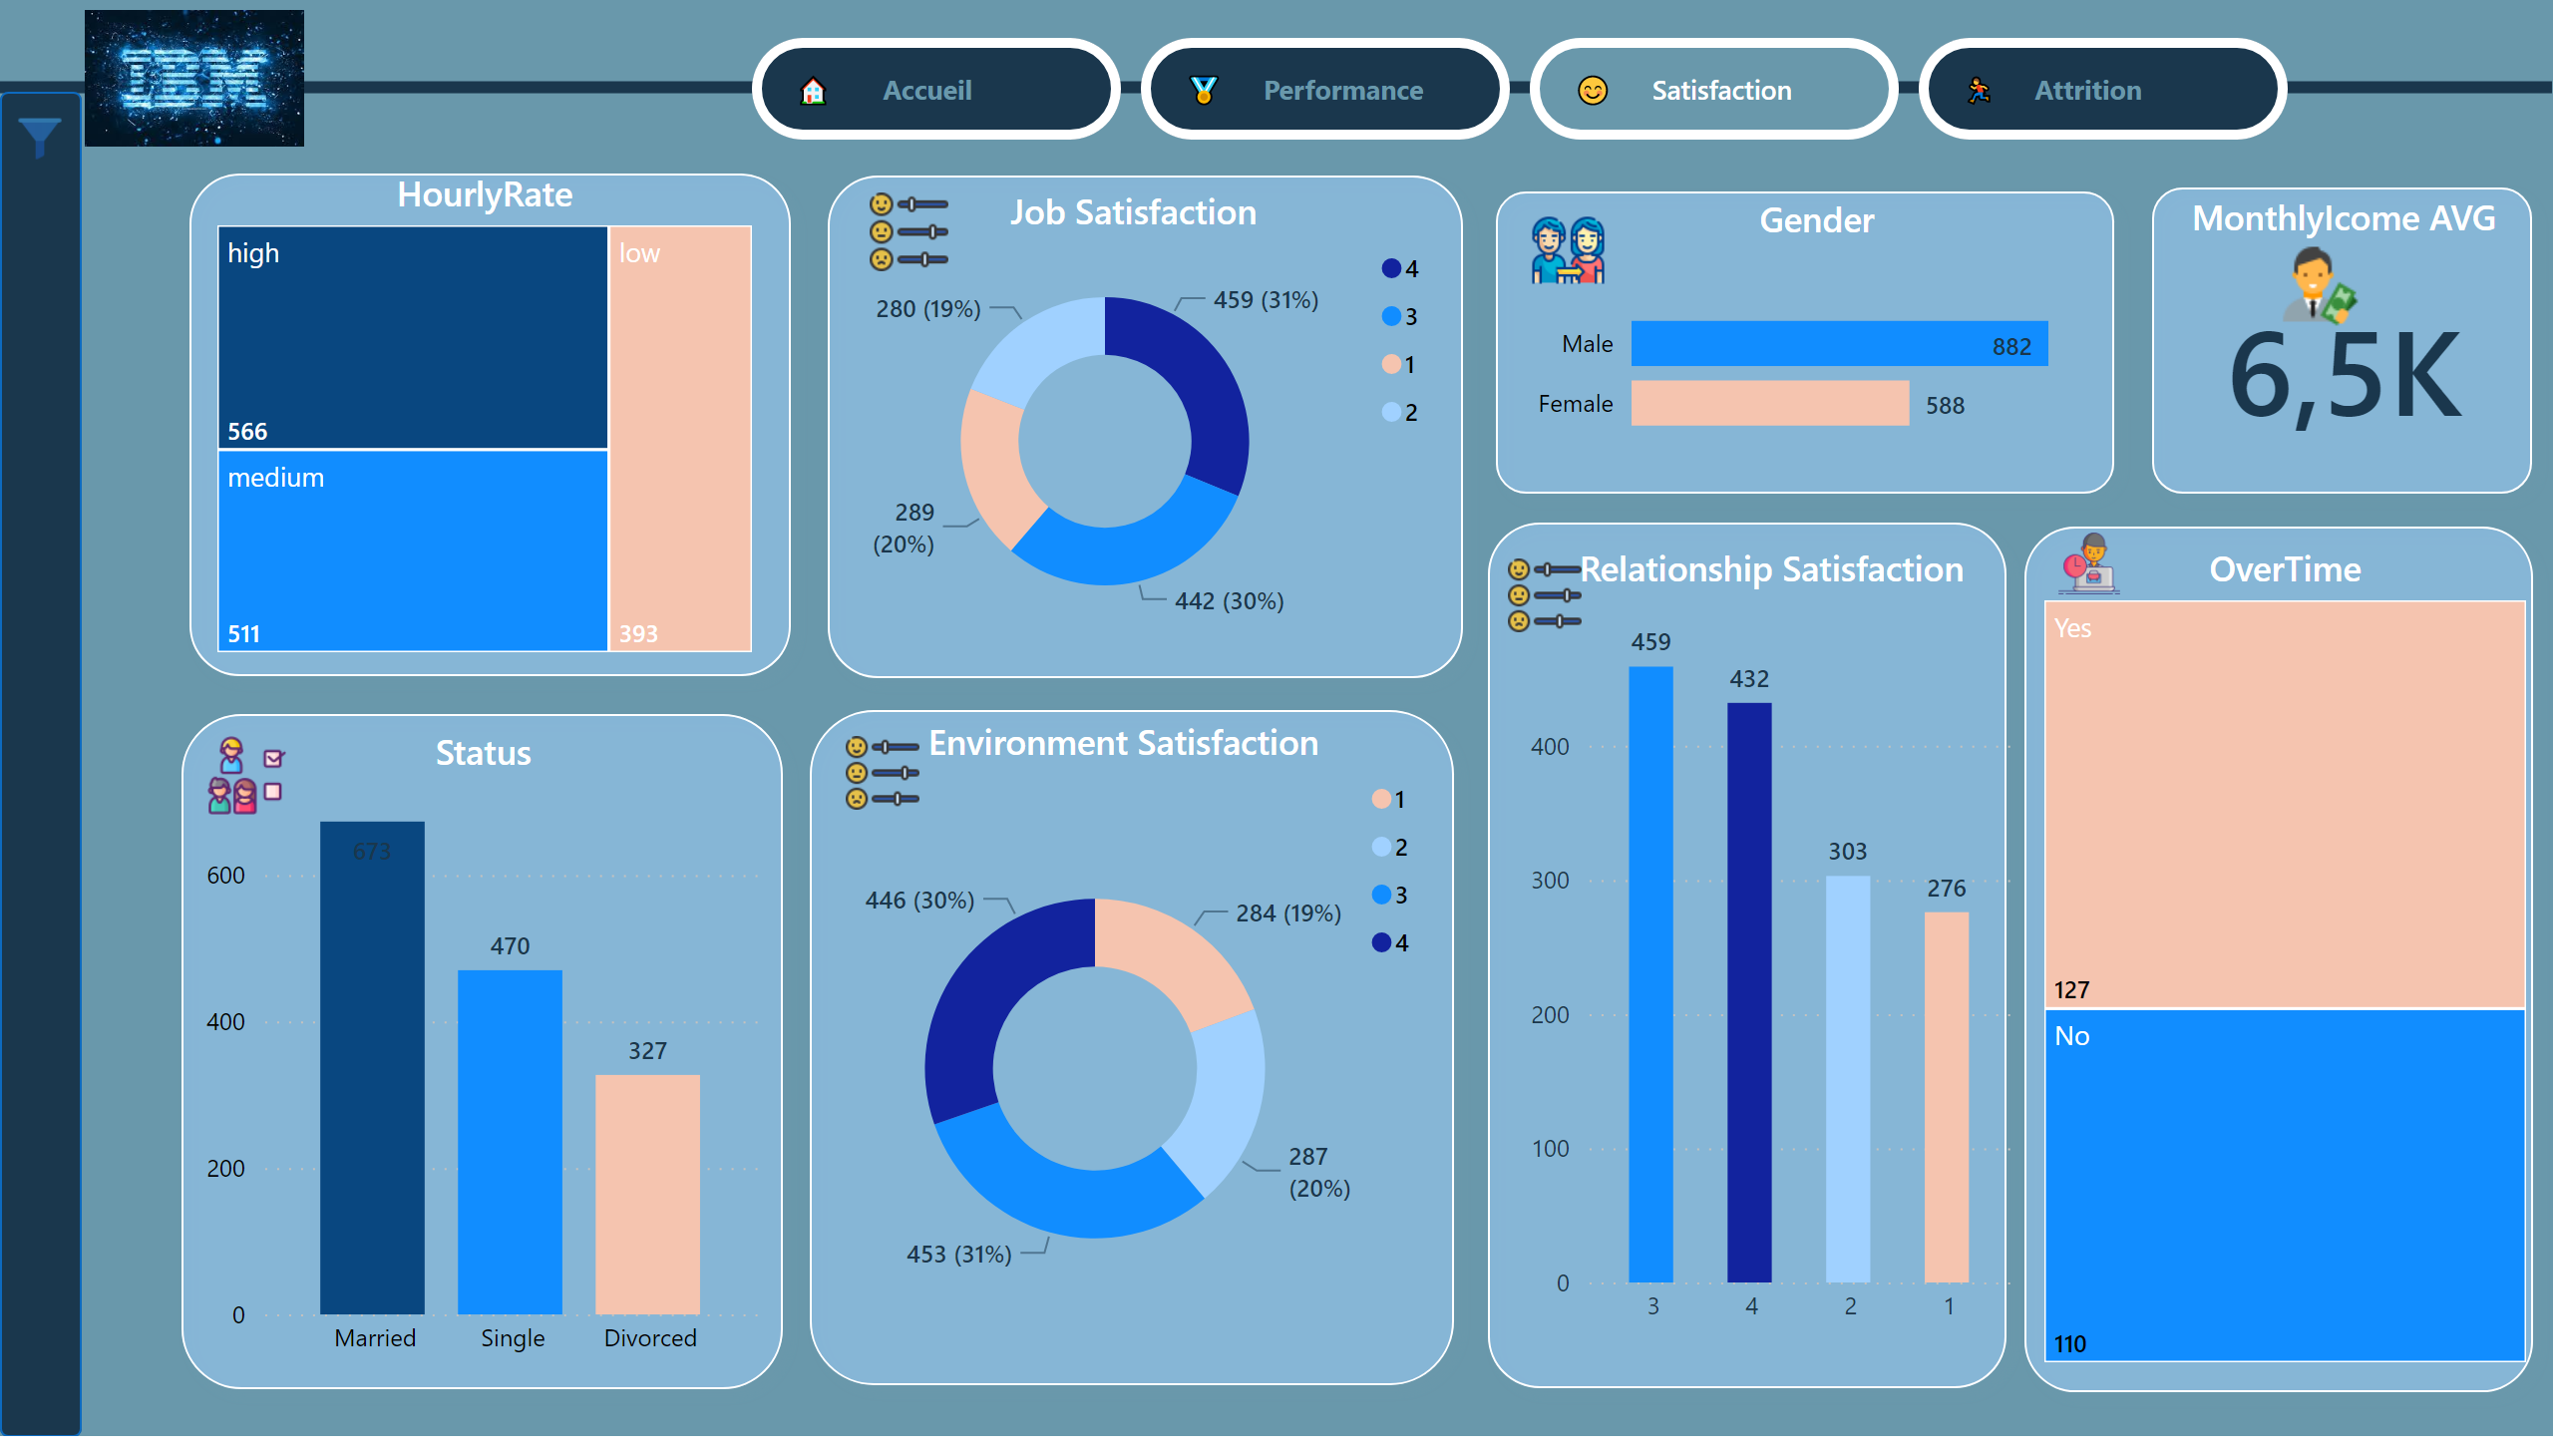 IBM
Accueil
Performance
Satisfaction
Attrition
HourlyRate
high
566
low
393
medium
511
Job Satisfaction
280 (19%)
459 (31%)
289
(20%)
442 (30%)
4
3
1
2
Gender
Male
882
Female
588
MonthlyIcome AVG
6,5K
Status
600
400
200
0
673
470
327
Married
Single
Divorced
Environment Satisfaction
1
2
3
4
446 (30%)
284 (19%)
287
(20%)
453 (31%)
Relationship Satisfaction
400
300
200
100
0
459
432
303
276
3
4
2
1
OverTime
Yes
127
No
110